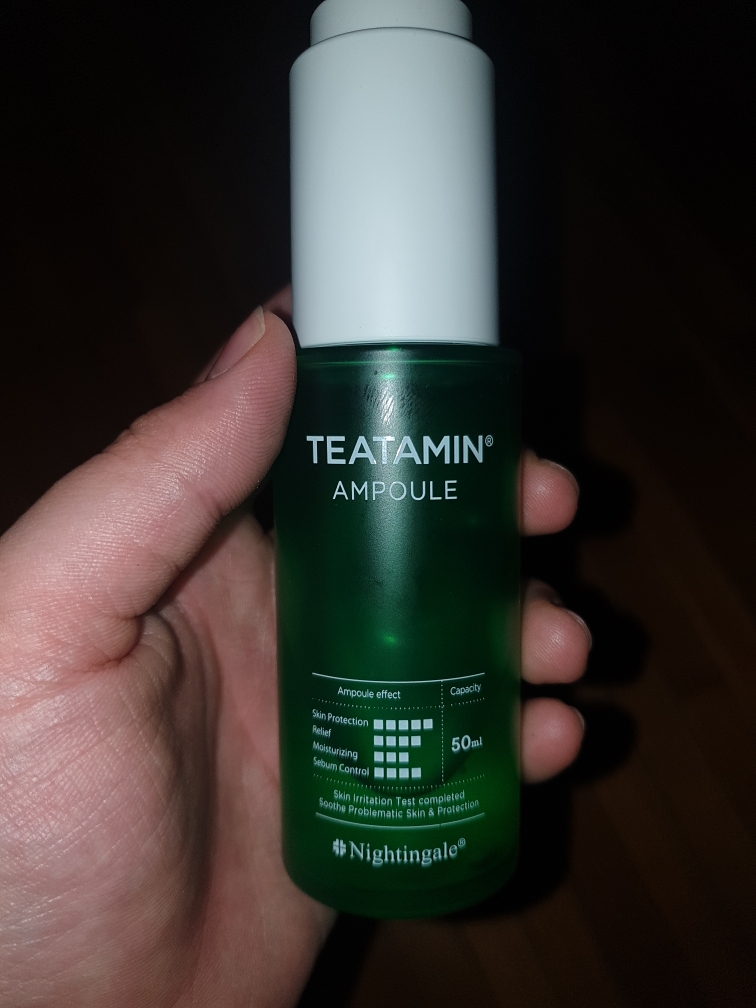 TEATAMIN®
AMPOULE
Ampoule effect
Capacity
Skin Protection
Relief
Moisturizing
Sebum Control
50ml
Skin Irritation Test completed
Soothe Problematic Skin & Protection
Nightingale®